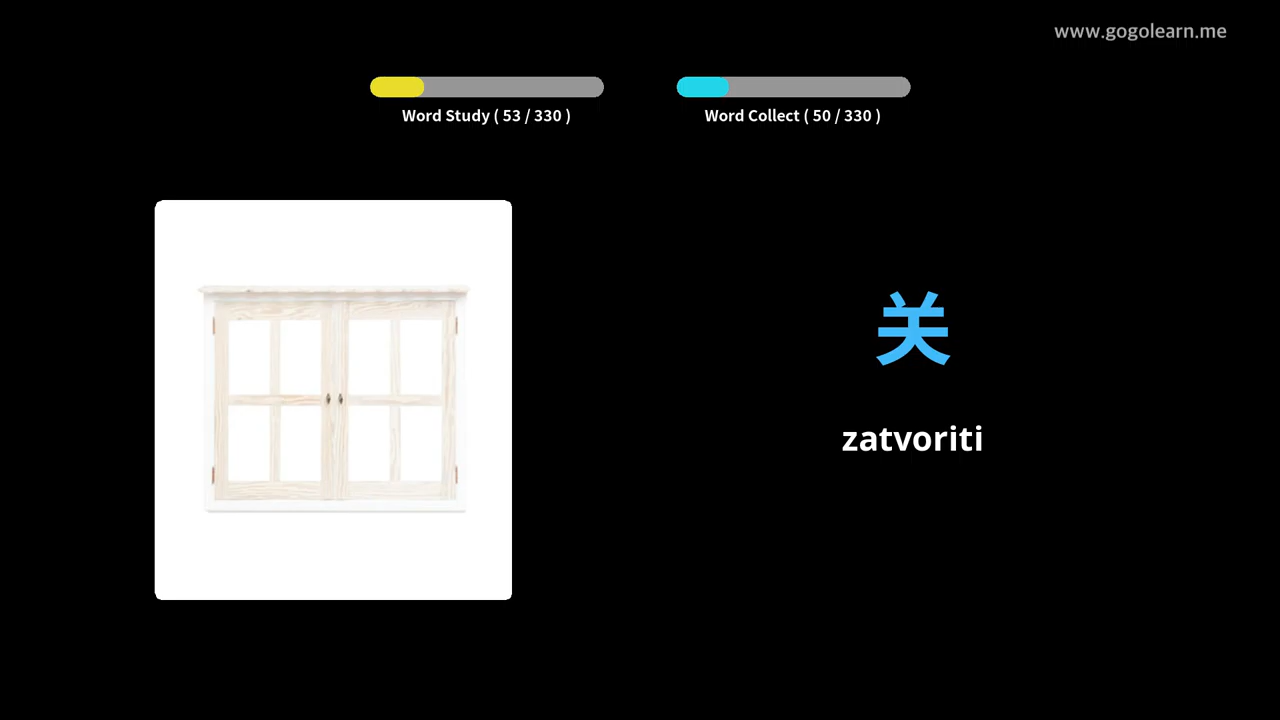 www.gogolearn.me
Word Study ( 53 / 330 )
Word Collect ( 50 / 330 )
关
zatvoriti